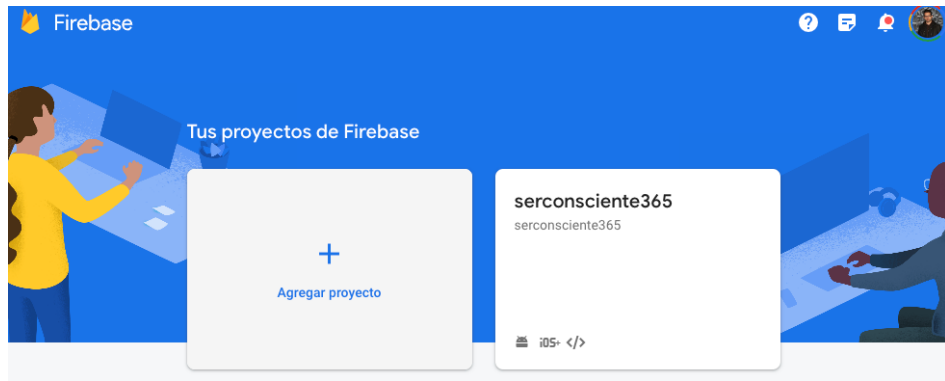 Firebase
Tus proyectos de Firebase
Agregar proyecto
serconsciente365
serconsciente365
iOS+ </>